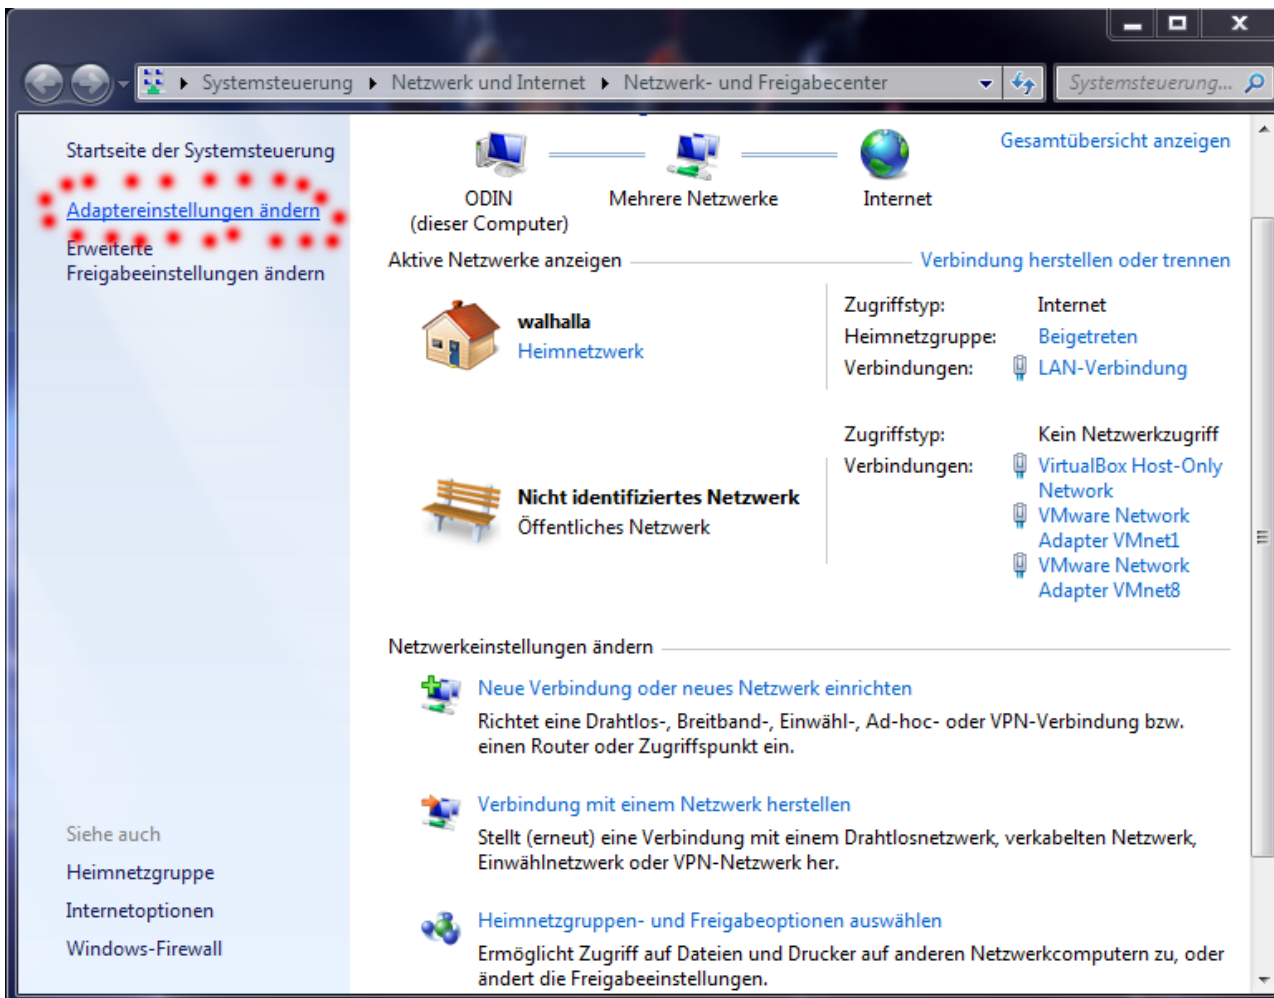 Systemsteuerung ▸ Netzwerk und Internet ▸ Netzwerk- und Freigabecenter
Systemsteuerung...
Startseite der Systemsteuerung
Adaptereinstellungen ändern
Erweiterte
Freigabeeinstellungen ändern
Siehe auch
Heimnetzgruppe
Internetoptionen
Windows-Firewall
Gesamtübersicht anzeigen
ODIN
(dieser Computer)
Mehrere Netzwerke
Internet
Aktive Netzwerke anzeigen
Verbindung herstellen oder trennen
walhalla
Heimnetzwerk
Zugriffstyp: Internet
Heimnetzgruppe: Beigetreten
Verbindungen: LAN-Verbindung
Nicht identifiziertes Netzwerk
Öffentliches Netzwerk
Zugriffstyp: Kein Netzwerkzugriff
Verbindungen: VirtualBox Host-Only
Network
VMware Network
Adapter VMnet1
VMware Network
Adapter VMnet8
Netzwerkeinstellungen ändern
Neue Verbindung oder neues Netzwerk einrichten
Richtet eine Drahtlos-, Breitband-, Einwähl-, Ad-hoc- oder VPN-Verbindung bzw.
einen Router oder Zugriffspunkt ein.
Verbindung mit einem Netzwerk herstellen
Stellt (erneut) eine Verbindung mit einem Drahtlosnetzwerk, verkabelten Netzwerk,
Einwählnetzwerk oder VPN-Netzwerk her.
Heimnetzgruppen- und Freigabeoptionen auswählen
Ermöglicht Zugriff auf Dateien und Drucker auf anderen Netzwerkcomputern zu, oder
ändert die Freigabeeinstellungen.